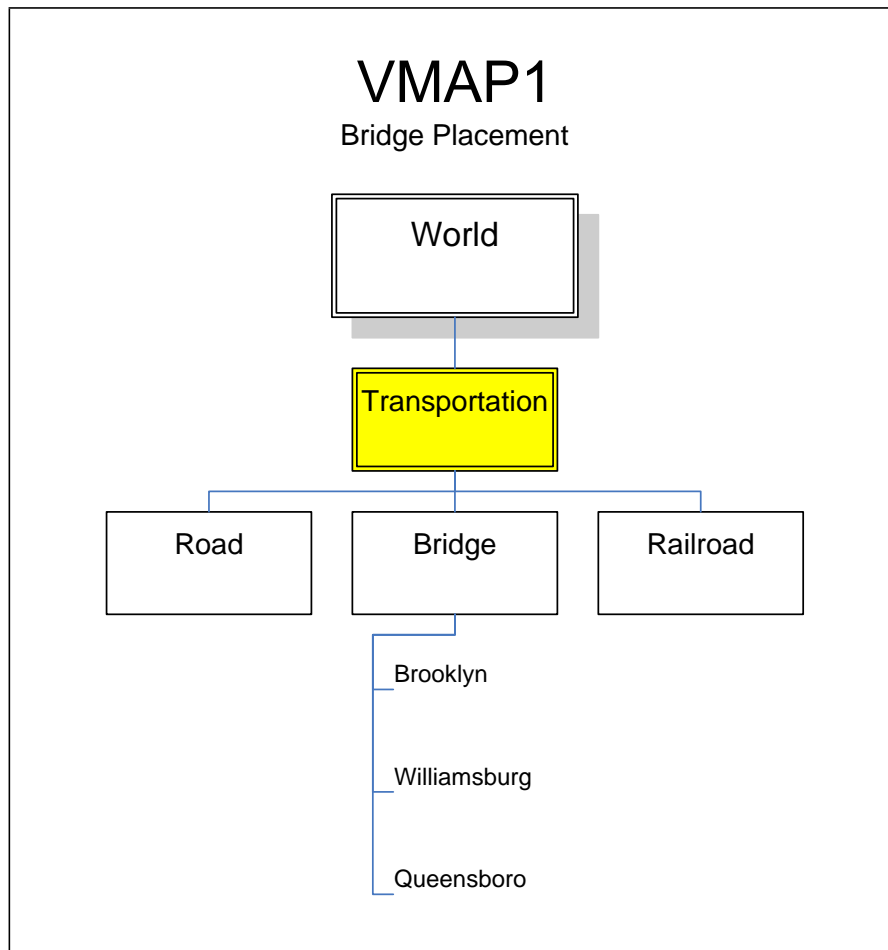 VMAP1
Bridge Placement
World
Transportation
Road
Bridge
Railroad
Brooklyn
Williamsburg
Queensboro